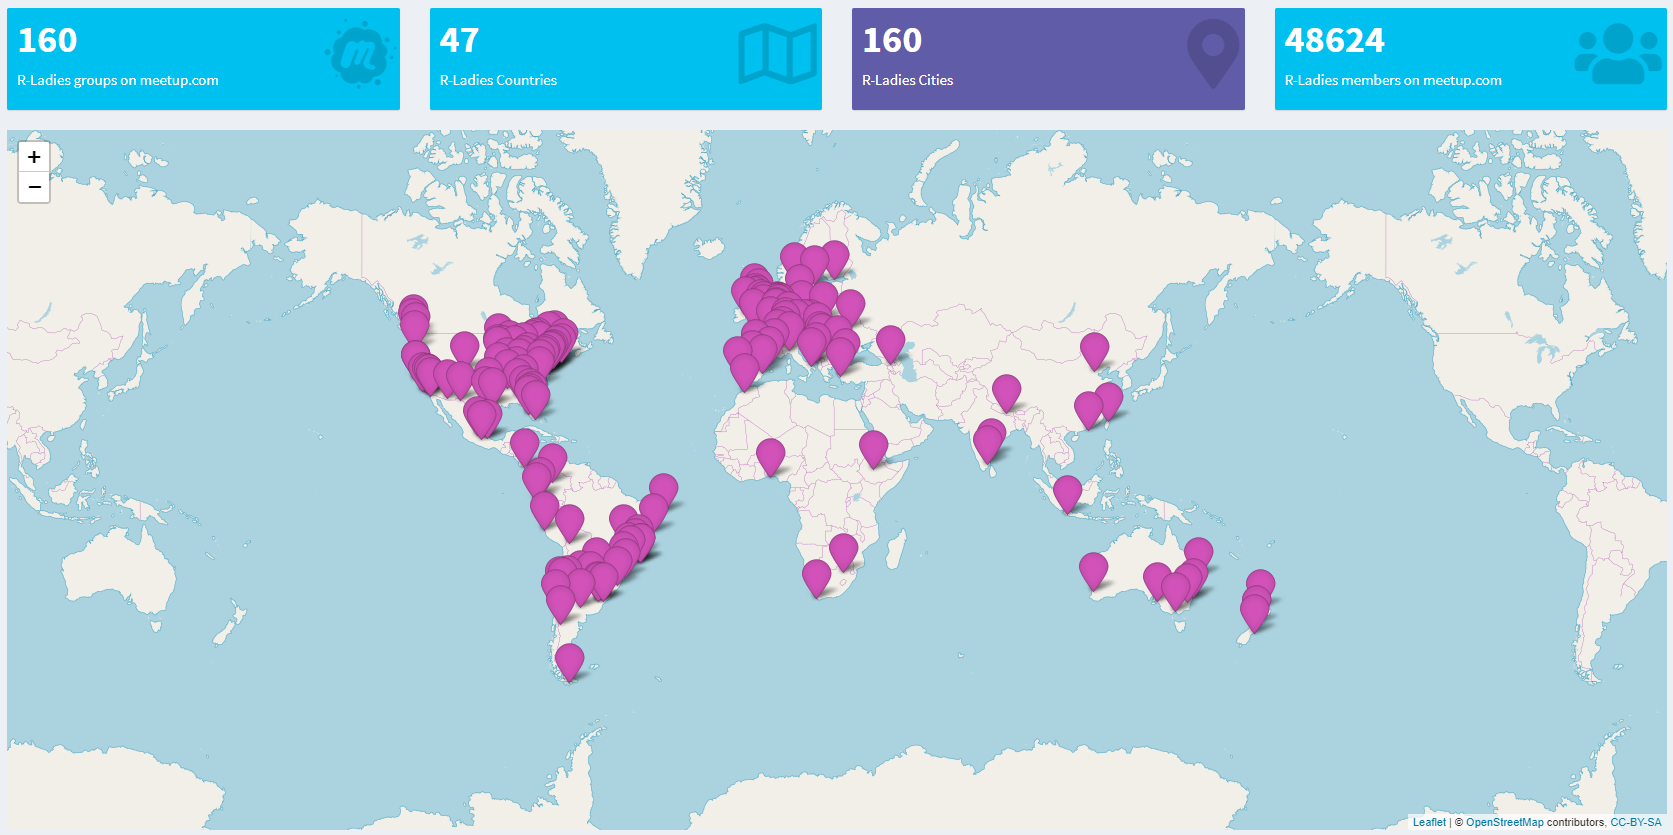 160
R-Ladies groups on meetup.com
47
R-Ladies Countries
160
R-Ladies Cities
48624
R-Ladies members on meetup.com
+
−
Leaflet | © OpenStreetMap contributors, CC-BY-SA